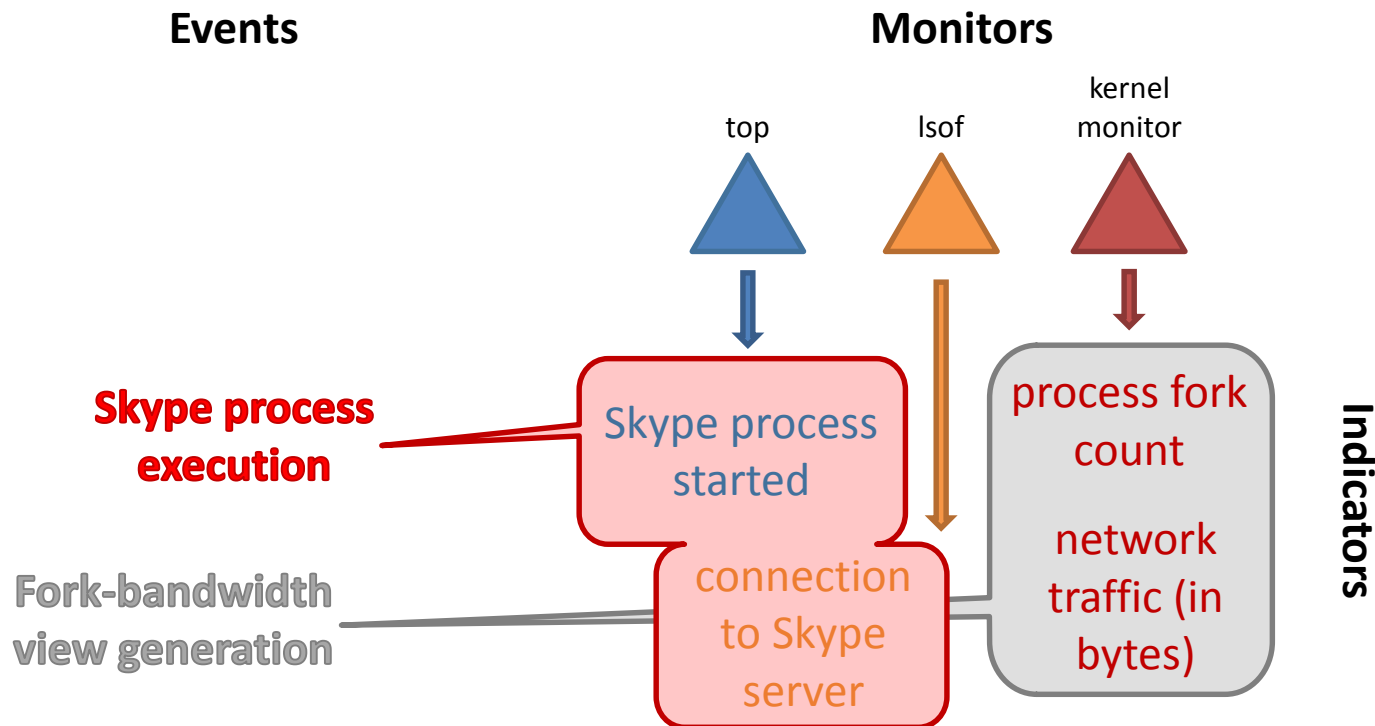 Events
Monitors
top
lsof
kernel
monitor
Skype process
execution
Skype process
started
process fork
count
Fork-bandwidth
view generation
connection
to Skype
server
network
traffic (in
bytes)
Indicators